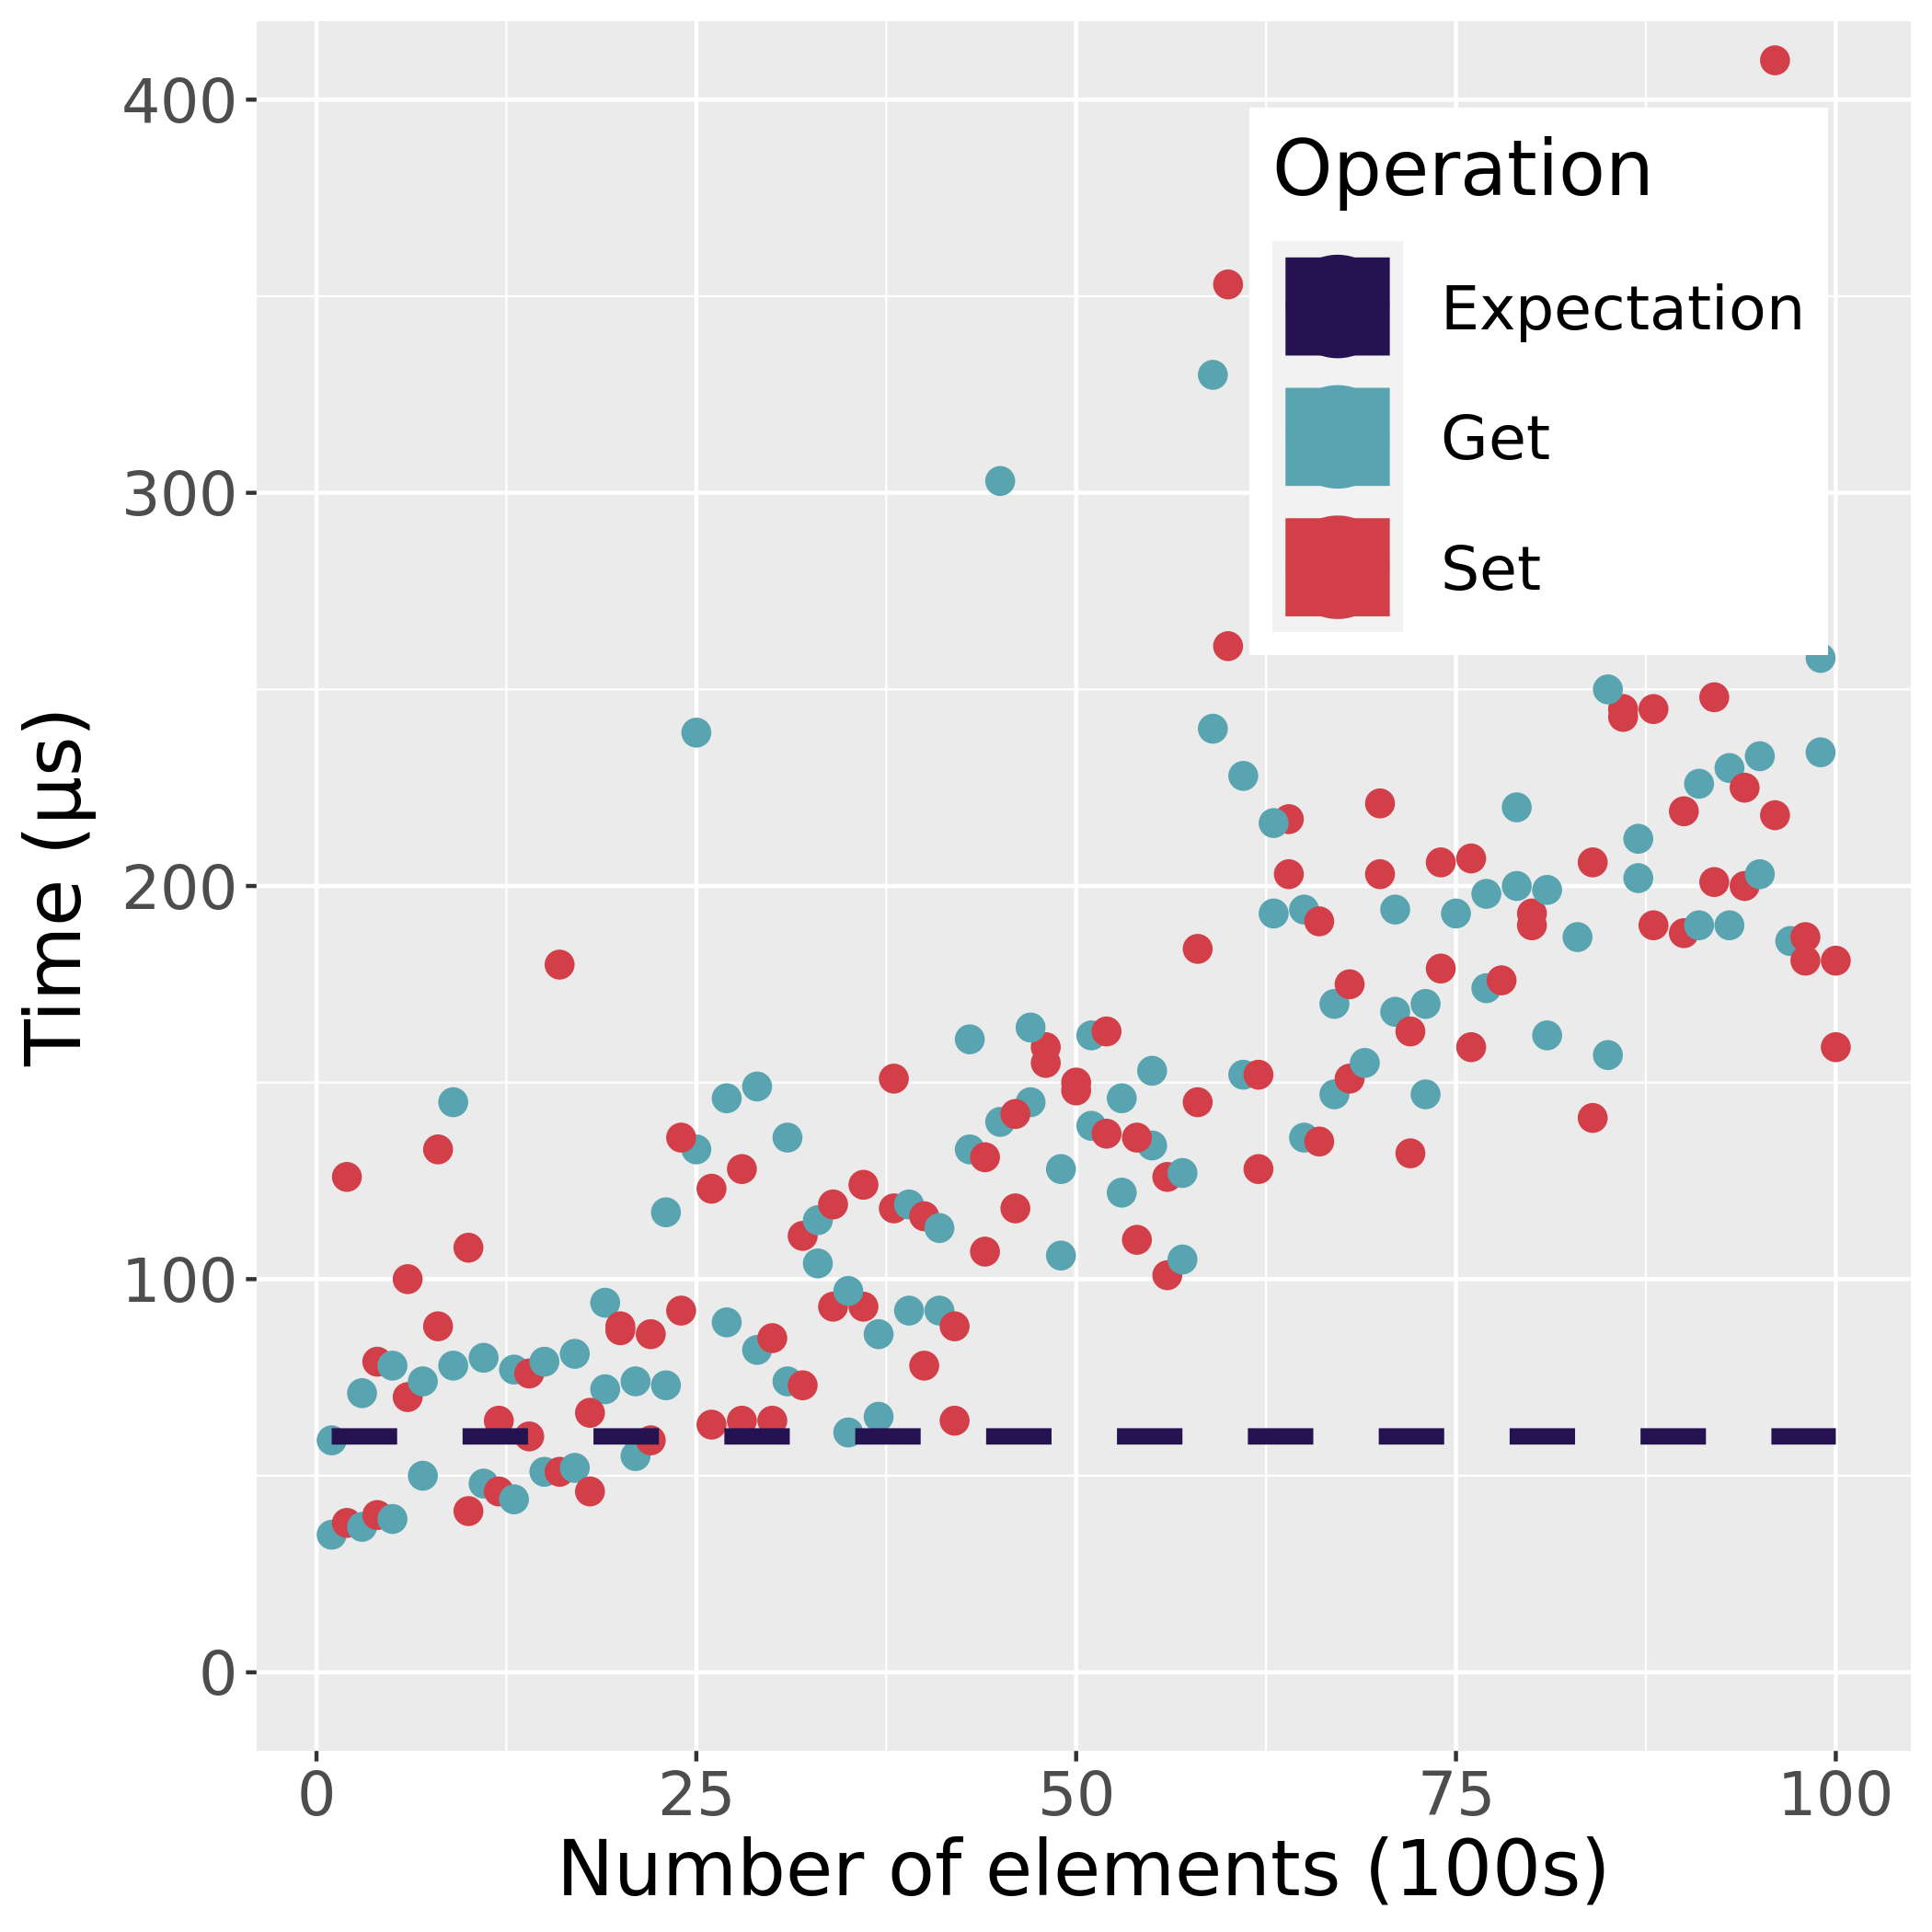 400
300
200
100
0
Time (µs)
Operation
Expectation
Get
Set
0 25 50 75 100
Number of elements (100s)